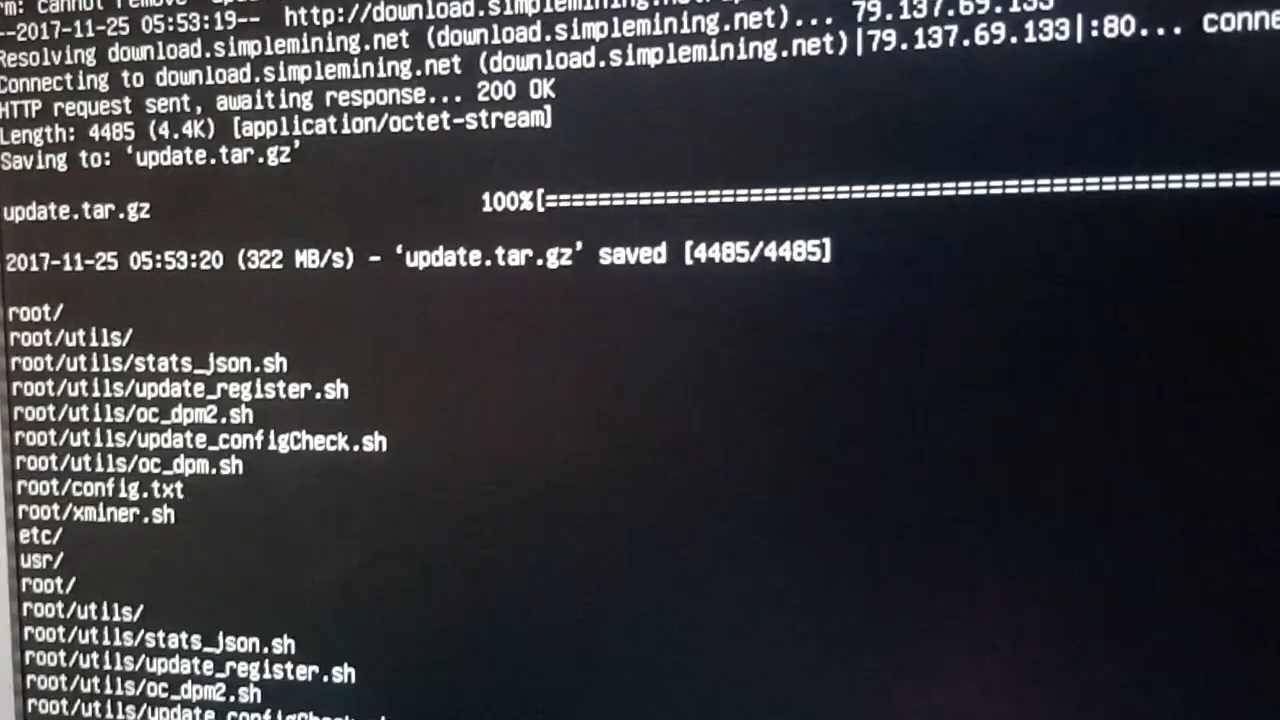 rm: cannot remove
--2017-11-25 05:53:19-- http://download.simplemining.net
Resolving download.simplemining.net (download.simplemining.net)... 79.137.69.133
Connecting to download.simplemining.net (download.simplemining.net)|79.137.69.133|:80... conne
HTTP request sent, awaiting response... 200 OK
Length: 4485 (4.4K) [application/octet-stream]
Saving to: ‘update.tar.gz’
update.tar.gz 100%[=================================================
2017-11-25 05:53:20 (322 MB/s) - ‘update.tar.gz’ saved [4485/4485]
root/
root/utils/
root/utils/stats_json.sh
root/utils/update_register.sh
root/utils/oc_dpm2.sh
root/utils/update_configCheck.sh
root/utils/oc_dpm.sh
root/config.txt
root/xminer.sh
etc/
usr/
root/
root/utils/
root/utils/stats_json.sh
root/utils/update_register.sh
root/utils/oc_dpm2.sh
root/utils/update_configCheck